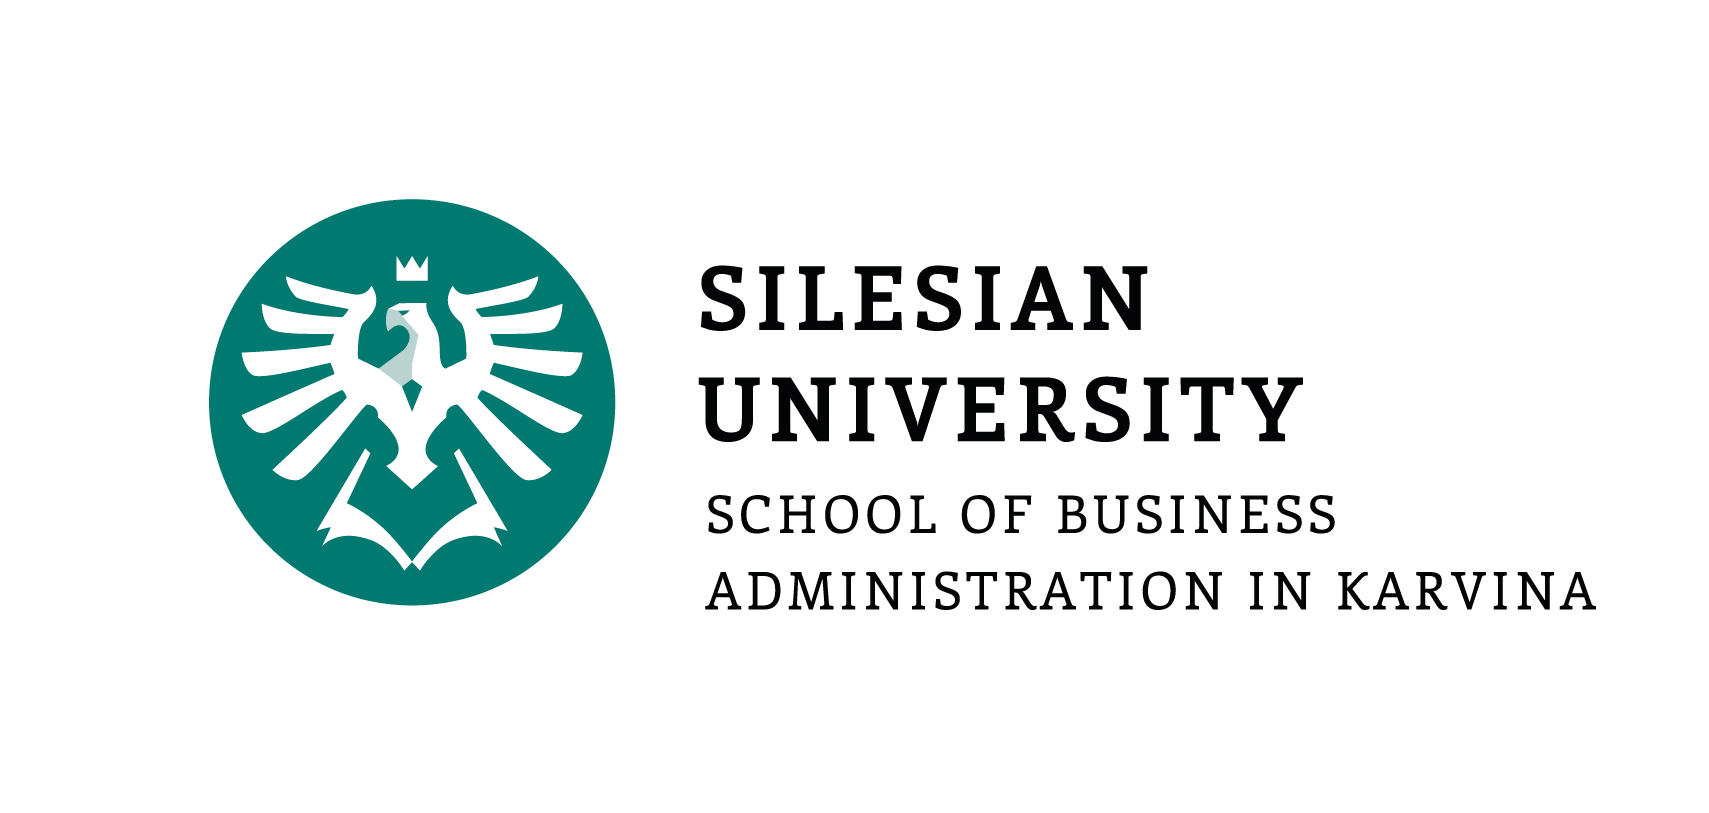 SILESIAN
UNIVERSITY
SCHOOL OF BUSINESS
ADMINISTRATION IN KARVINA